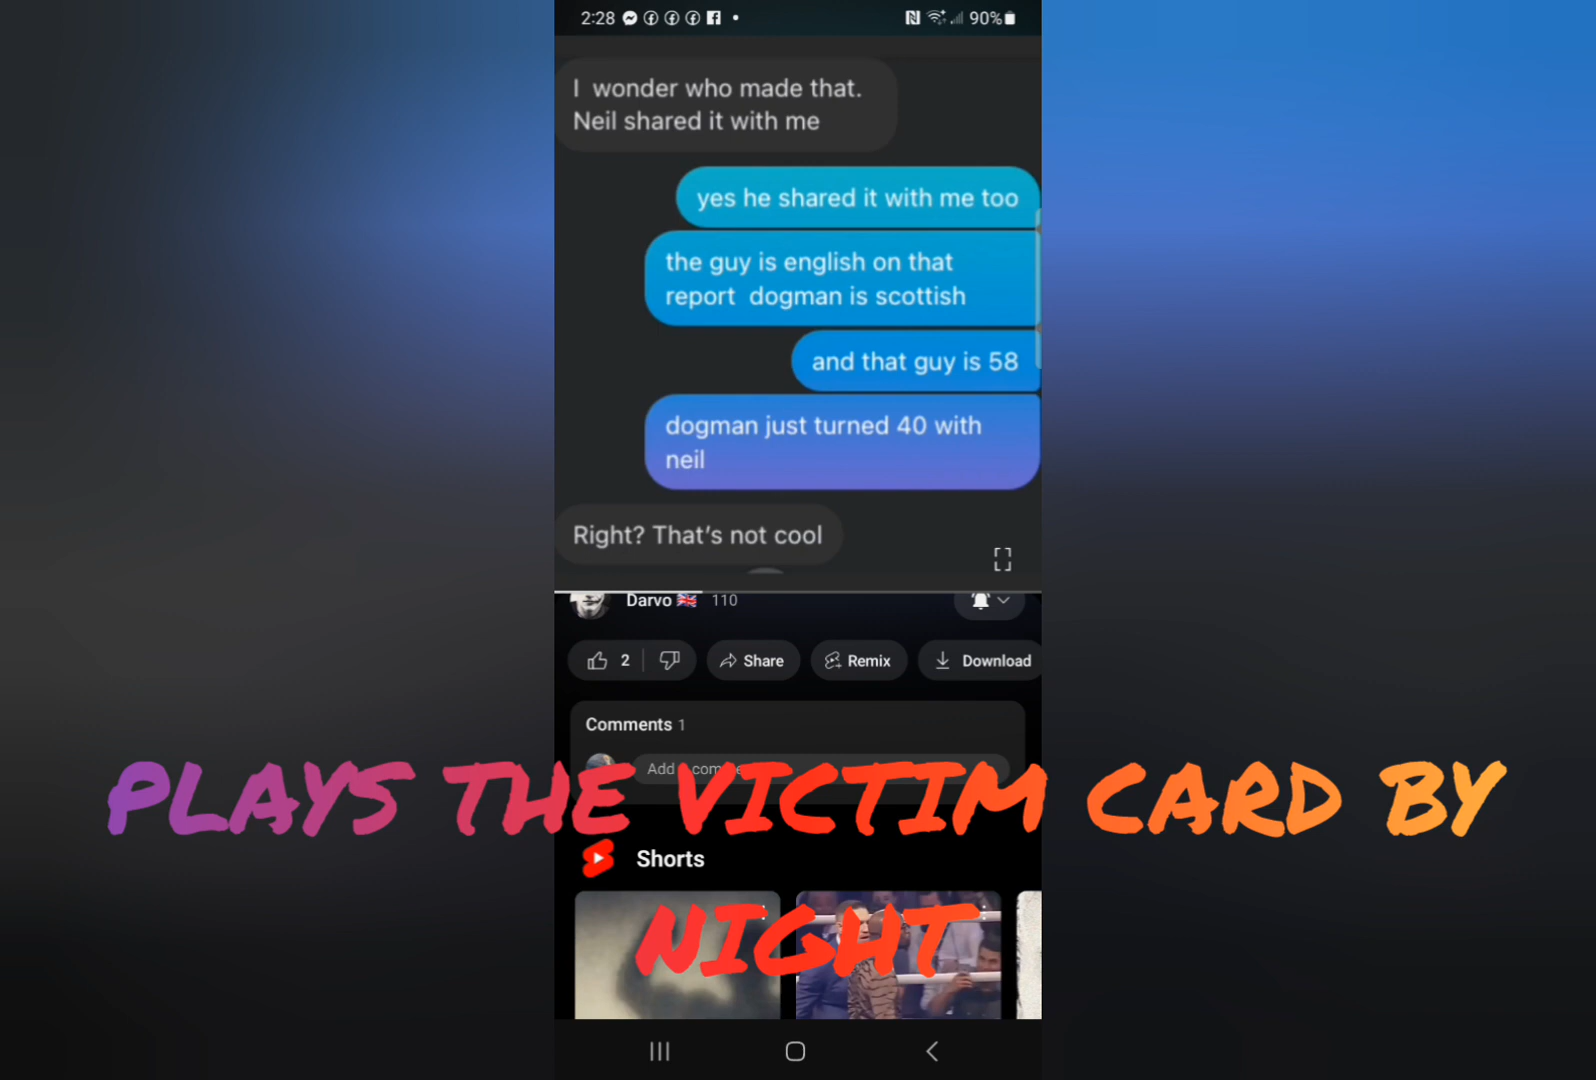 2:28
90%
I wonder who made that.
Neil shared it with me
yes he shared it with me too
the guy is english on that
report dogman is scottish
and that guy is 58
dogman just turned 40 with
neil
Right? That's not cool
Darvo 110
2 Share Remix Download
Comments 1
Add
PLAYS THE VICTIM CARD BY
Shorts
NIGHT